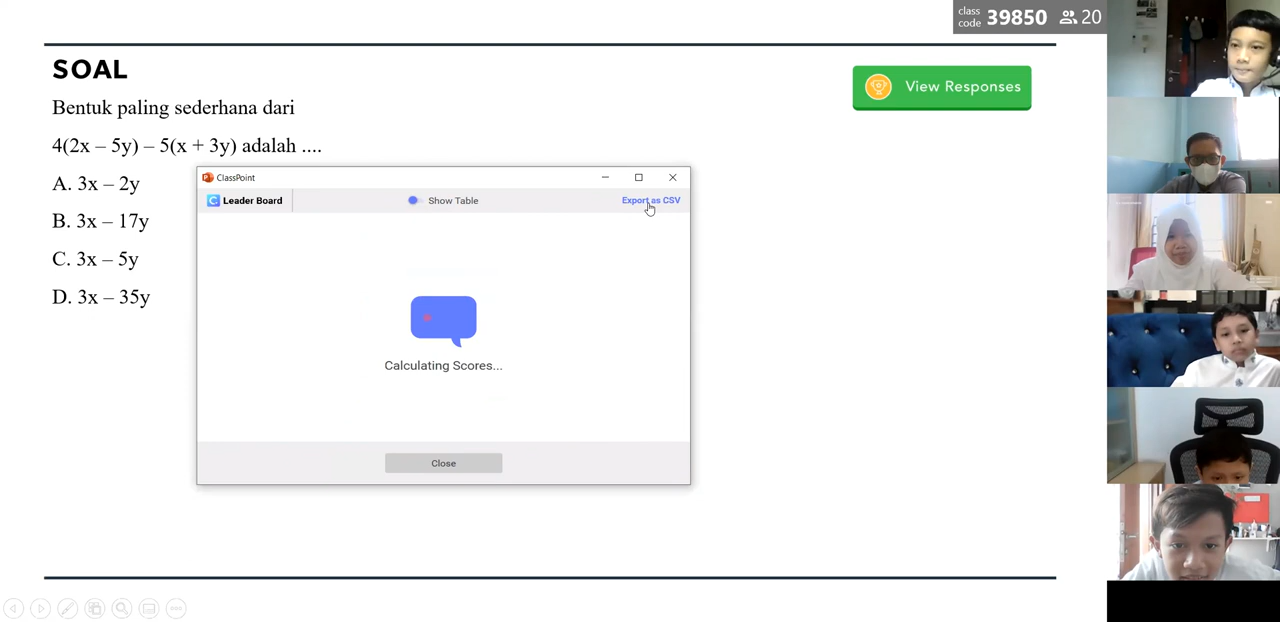 class code 39850 20
SOAL
View Responses
Bentuk paling sederhana dari
4(2x – 5y) – 5(x + 3y) adalah ....
A. 3x – 2y
B. 3x – 17y
C. 3x – 5y
D. 3x – 35y
ClassPoint
Leader Board
Show Table
Export as CSV
Calculating Scores...
Close